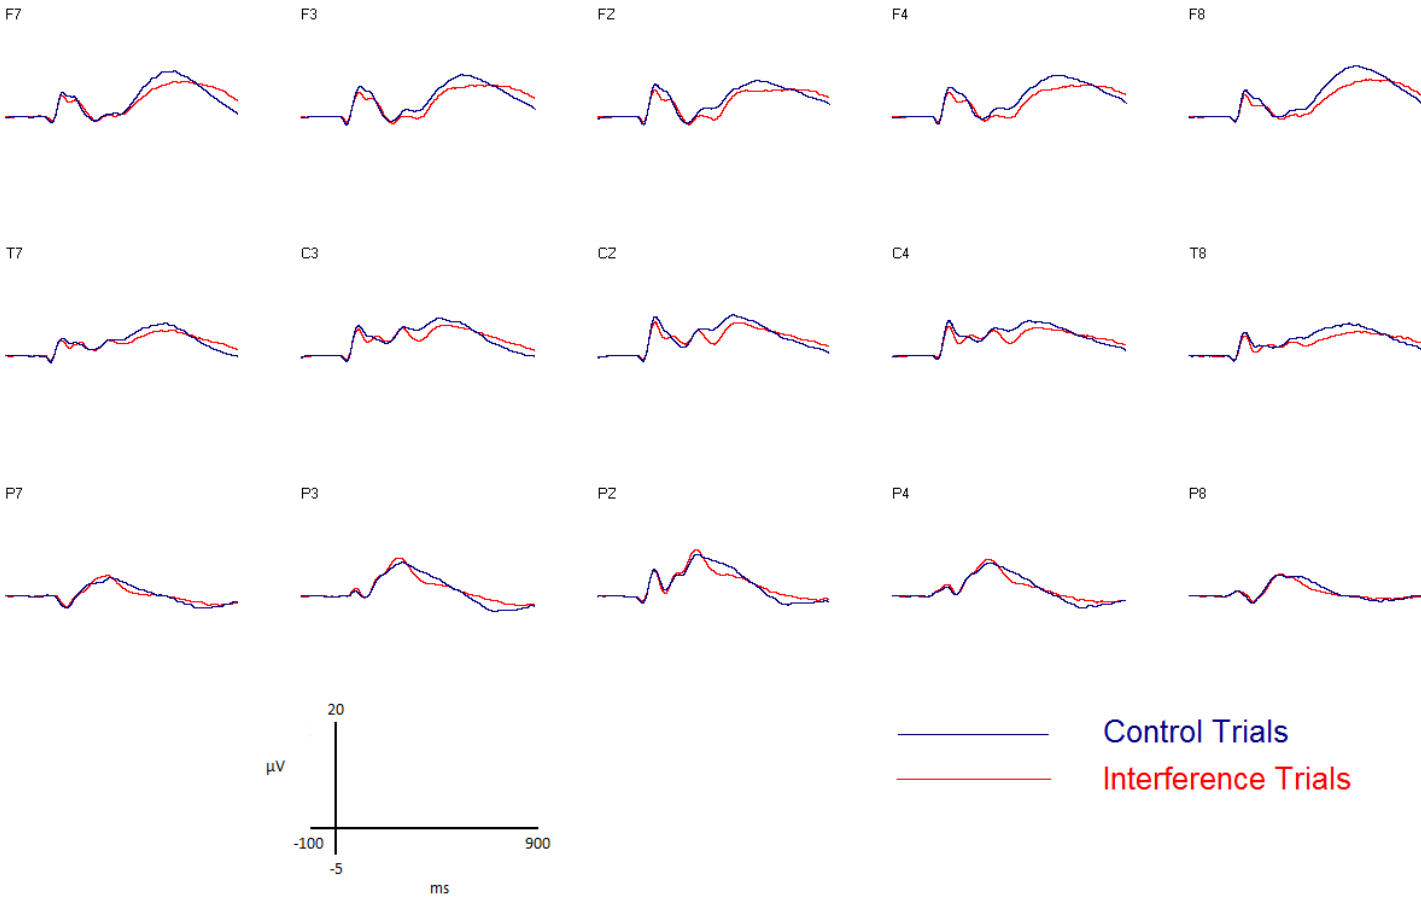 F7 F3 FZ F4 F8
T7 C3 CZ C4 T8
P7 P3 PZ P4 P8
20
µV
-100 900
-5
ms
Control Trials
Interference Trials